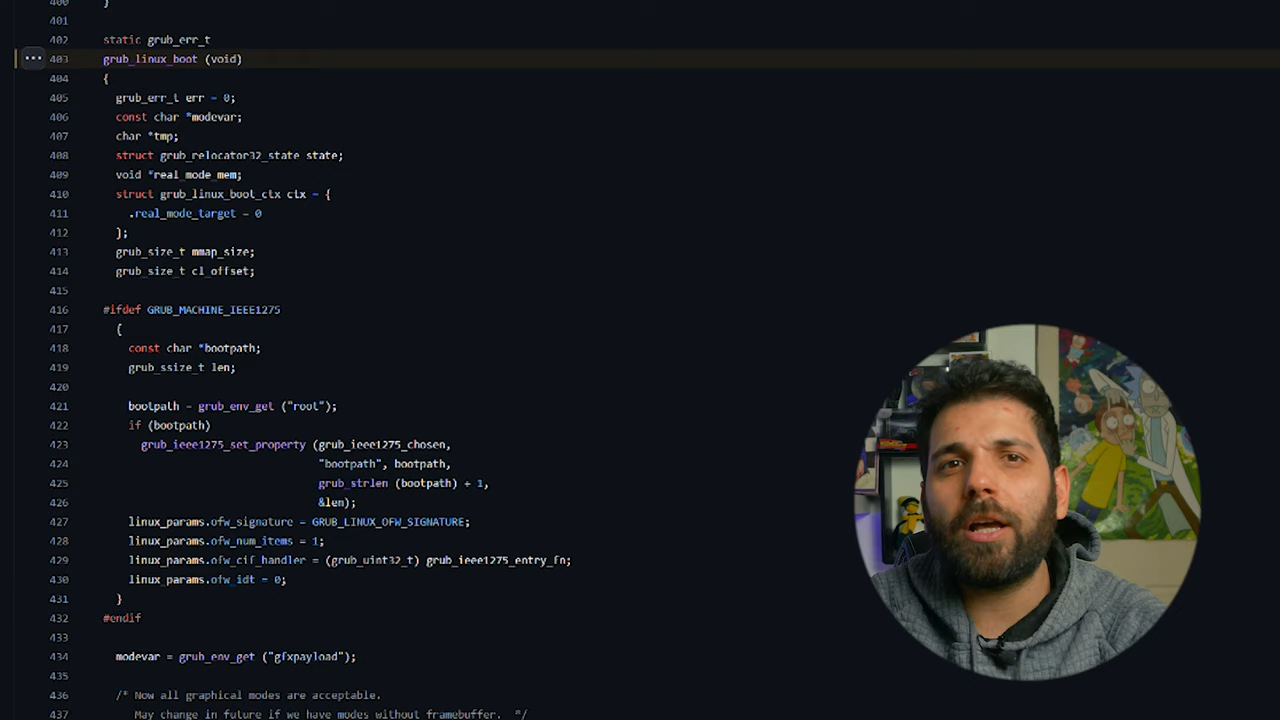 400 }
401
402 static grub_err_t
··· 403 grub_linux_boot (void)
404 {
405 grub_err_t err = 0;
406 const char *modevar;
407 char *tmp;
408 struct grub_relocator32_state state;
409 void *real_mode_mem;
410 struct grub_linux_boot_ctx ctx = {
411 .real_mode_target = 0
412 };
413 grub_size_t mmap_size;
414 grub_size_t cl_offset;
415
416 #ifdef GRUB_MACHINE_IEEE1275
417 {
418 const char *bootpath;
419 grub_ssize_t len;
420
421 bootpath = grub_env_get ("root");
422 if (bootpath)
423 grub_ieee1275_set_property (grub_ieee1275_chosen,
424 "bootpath", bootpath,
425 grub_strlen (bootpath) + 1,
426 &len);
427 linux_params.ofw_signature = GRUB_LINUX_OFW_SIGNATURE;
428 linux_params.ofw_num_items = 1;
429 linux_params.ofw_cif_handler = (grub_uint32_t) grub_ieee1275_entry_fn;
430 linux_params.ofw_idt = 0;
431 }
432 #endif
433
434 modevar = grub_env_get ("gfxpayload");
435
436 /* Now all graphical modes are acceptable.
437 May change in future if we have modes without framebuffer. */